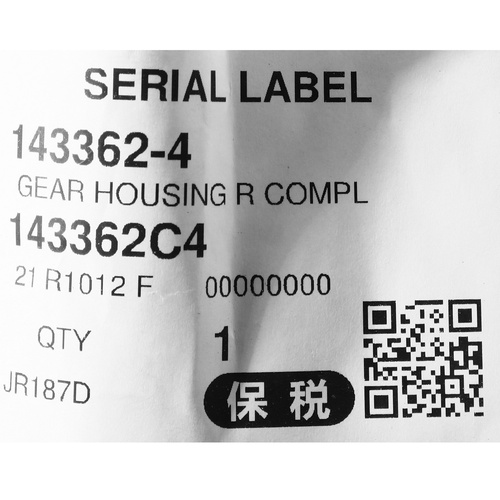 SERIAL LABEL
143362-4
GEAR HOUSING R COMPL
143362C4
21 R1012 F 00000000
QTY 1
JR187D 保税